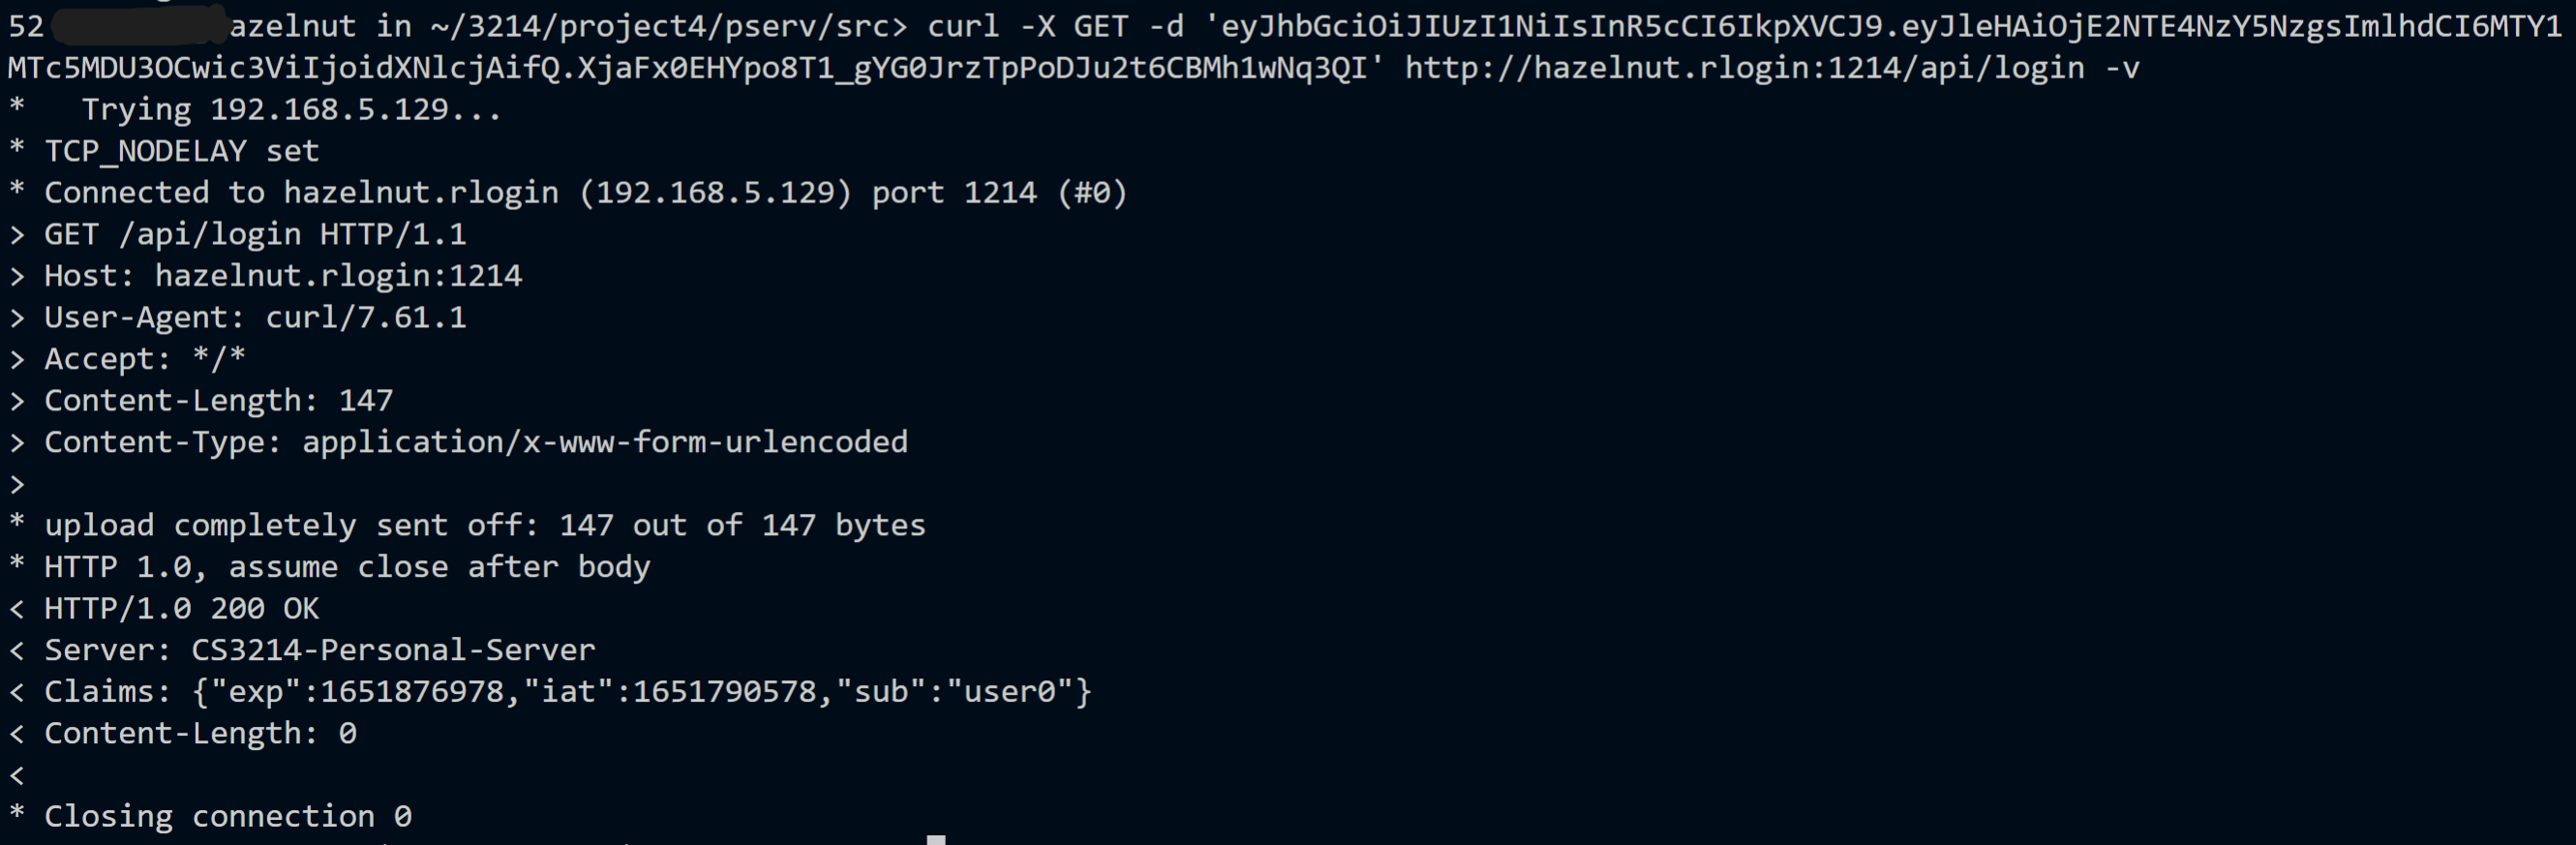 52 azelnut in ~/3214/project4/pserv/src> curl -X GET -d 'eyJhbGciOiJIUzI1NiIsInR5cCI6IkpXVCJ9.eyJleHAiOjE2NTE4NzY5NzgsImlhdCI6MTY1
MTc5MDU3OCwic3ViIjoidXNlcjAifQ.XjaFx0EHYpo8T1_gYG0JrzTpPoDJu2t6CBMh1wNq3QI' http://hazelnut.rlogin:1214/api/login -v
*   Trying 192.168.5.129...
* TCP_NODELAY set
* Connected to hazelnut.rlogin (192.168.5.129) port 1214 (#0)
> GET /api/login HTTP/1.1
> Host: hazelnut.rlogin:1214
> User-Agent: curl/7.61.1
> Accept: */*
> Content-Length: 147
> Content-Type: application/x-www-form-urlencoded
>
* upload completely sent off: 147 out of 147 bytes
* HTTP 1.0, assume close after body
< HTTP/1.0 200 OK
< Server: CS3214-Personal-Server
< Claims: {"exp":1651876978,"iat":1651790578,"sub":"user0"}
< Content-Length: 0
<
* Closing connection 0